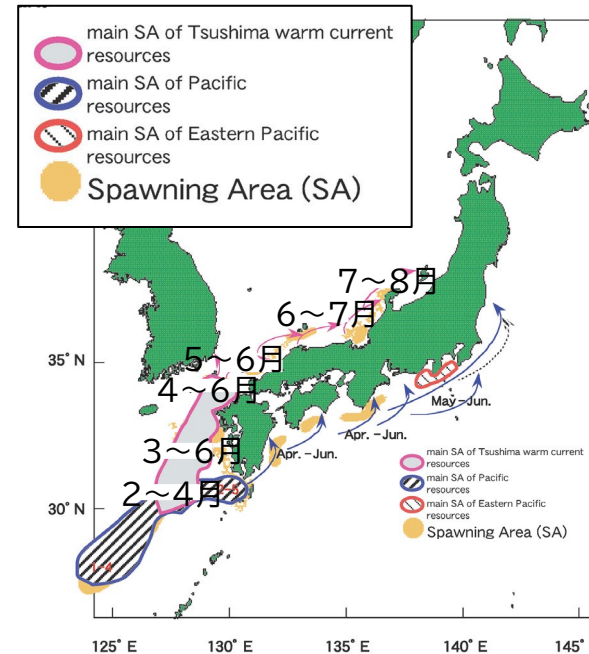 main SA of Tsushima warm current
resources
main SA of Pacific
resources
main SA of Eastern Pacific
resources
Spawning Area (SA)
7～8月
6～7月
5～6月
4～6月
3～6月
2～4月
35°N
30°N
May-Jun.
Apr.-Jun.
Apr.-Jun.
1-4
main SA of Tsushima warm current
resources
main SA of Pacific
resources
main SA of Eastern Pacific
resources
Spawning Area (SA)
125°E
130°E
135°E
140°E
145°